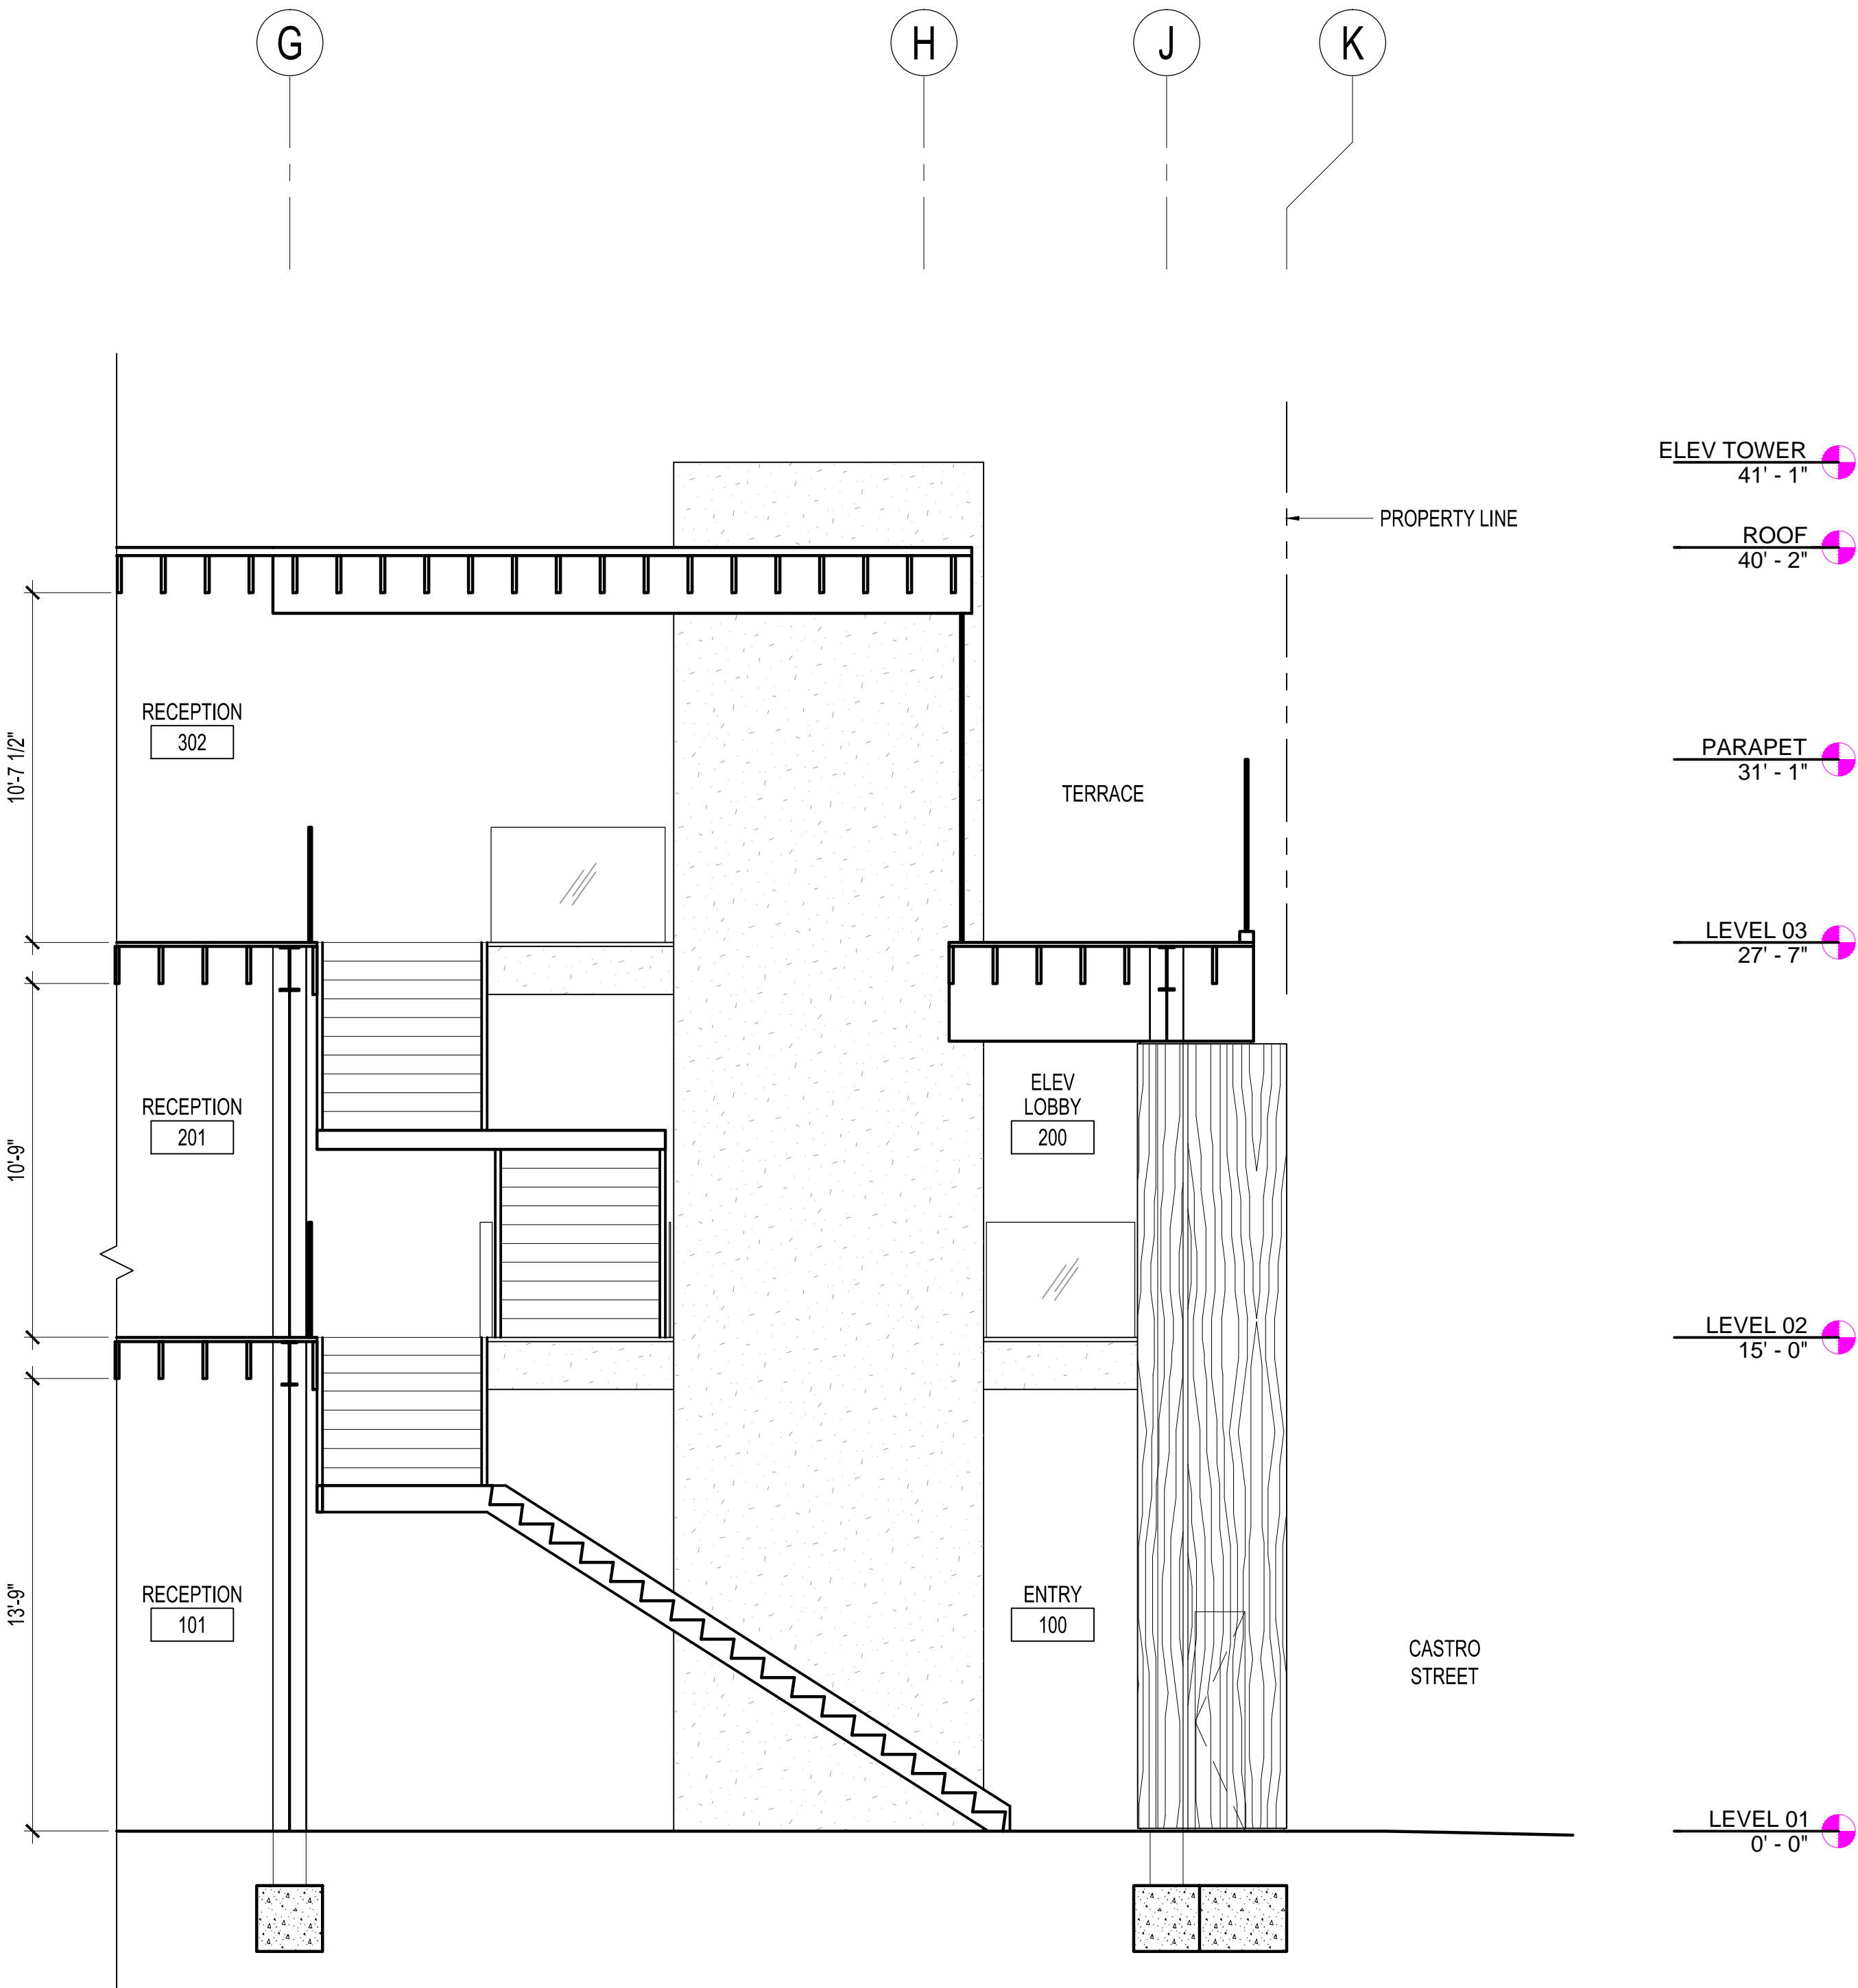 G
H
J
K
ELEV TOWER
41' - 1"
PROPERTY LINE
ROOF
40' - 2"
RECEPTION
302
10'-7 1/2"
PARAPET
31' - 1"
TERRACE
LEVEL 03
27' - 7"
RECEPTION
201
ELEV
LOBBY
200
10'-9"
LEVEL 02
15' - 0"
RECEPTION
101
13'-9"
ENTRY
100
CASTRO
STREET
LEVEL 01
0' - 0"